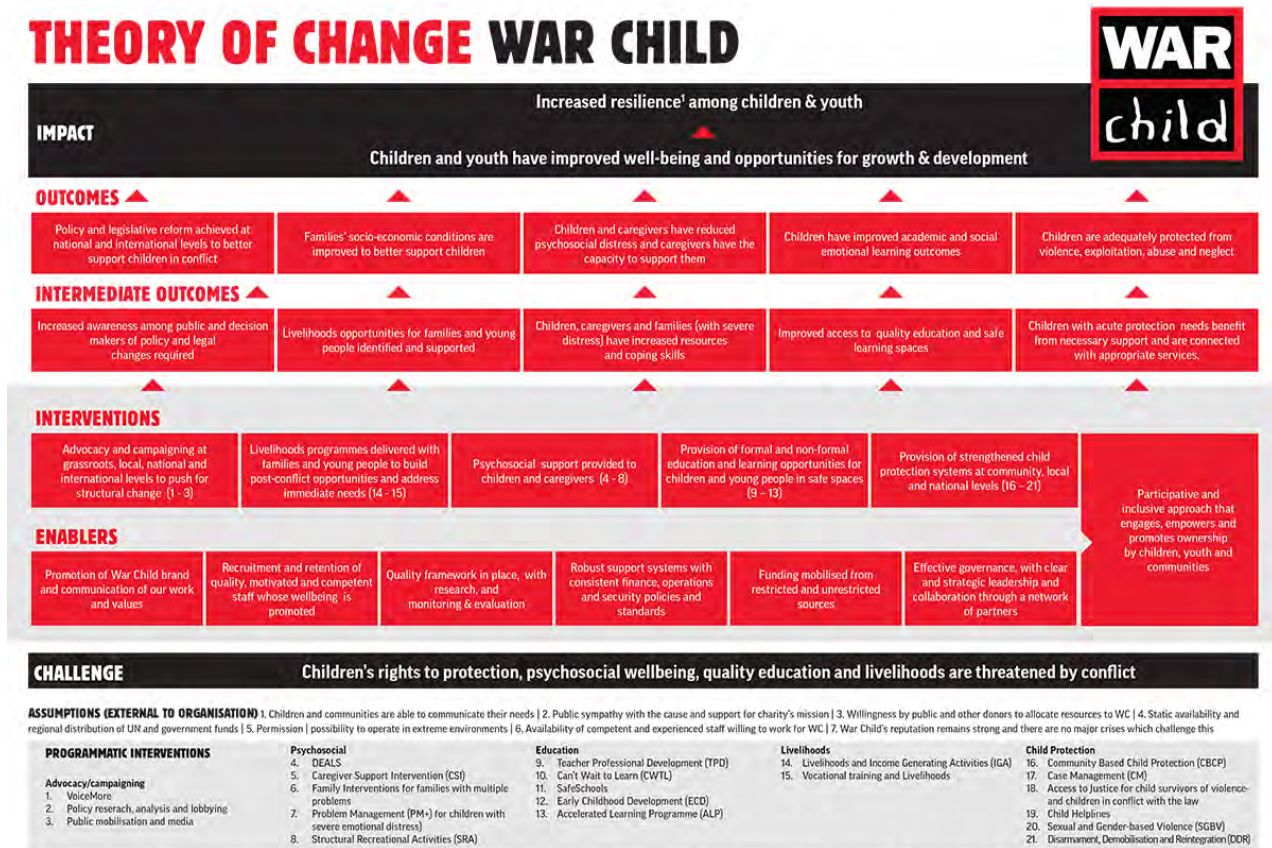 THEORY OF CHANGE WAR CHILD
WAR
child
IMPACT
Increased resilience¹ among children & youth
Children and youth have improved well-being and opportunities for growth & development
OUTCOMES
Policy and legislative reform achieved at
national and international levels to better
support children in conflict
Families' socio-economic conditions are
improved to better support children
Children and caregivers have reduced
psychosocial distress and caregivers have the
capacity to support them
Children have improved academic and social
emotional learning outcomes
Children are adequately protected from
violence, exploitation, abuse and neglect
INTERMEDIATE OUTCOMES
Increased awareness among public and decision
makers of policy and legal
changes required
Livelihoods opportunities for families and young
people identified and supported
Children, caregivers and families (with severe
distress) have increased resources
and coping skills
Improved access to quality education and safe
learning spaces
Children with acute protection needs benefit
from necessary support and are connected
with appropriate services.
INTERVENTIONS
Advocacy and campaigning at
grassroots, local, national and
international levels to push for
structural change (1 - 3)
Livelihoods programmes delivered with
families and young people to build
post-conflict opportunities and address
immediate needs (14 - 15)
Psychosocial support provided to
children and caregivers (4 - 8)
Provision of formal and non-formal
education and learning opportunities for
children and young people in safe spaces
(9 – 13)
Provision of strengthened child
protection systems at community, local
and national levels (16 – 21)
Participative and
inclusive approach that
engages, empowers and
promotes ownership
by children, youth and
communities
ENABLERS
Promotion of War Child brand
and communication of our work
and values
Recruitment and retention of
quality, motivated and competent
staff whose wellbeing is
promoted
Quality framework in place, with
research, and
monitoring & evaluation
Robust support systems with
consistent finance, operations
and security policies and
standards
Funding mobilised from
restricted and unrestricted
sources
Effective governance, with clear
and strategic leadership and
collaboration through a network
of partners
CHALLENGE
Children's rights to protection, psychosocial wellbeing, quality education and livelihoods are threatened by conflict
ASSUMPTIONS (EXTERNAL TO ORGANISATION) 1. Children and communities are able to communicate their needs | 2. Public sympathy with the cause and support for charity's mission | 3. Willingness by public and other donors to allocate resources to WC | 4. Static availability and
regional distribution of UN and government funds | 5. Permission | possibility to operate in extreme environments | 6. Availability of competent and experienced staff willing to work for WC | 7. War Child's reputation remains strong and there are no major crises which challenge this
PROGRAMMATIC INTERVENTIONS
Advocacy/campaigning
1. VoiceMore
2. Policy reserach, analysis and lobbying
3. Public mobilisation and media
Psychosocial
4. DEALS
5. Caregiver Support Intervention (CSI)
6. Family Interventions for families with multiple
problems
7. Problem Management (PM+) for children with
severe emotional distress)
8. Structural Recreational Activities (SRA)
Education
9. Teacher Professional Development (TPD)
10. Can't Wait to Learn (CWTL)
11. SafeSchools
12. Early Childhood Development (ECD)
13. Accelerated Learning Programme (ALP)
Livelihoods
14. Livelihoods and Income Generating Activities (IGA)
15. Vocational training and Livelihoods
Child Protection
16. Community Based Child Protection (CBCP)
17. Case Management (CM)
18. Access to Justice for child survivors of violence-
and children in conflict with the law
19. Child Helplines
20. Sexual and Gender-based Violence (SGBV)
21. Disarmament, Demobilisation and Reintegration (DDR)